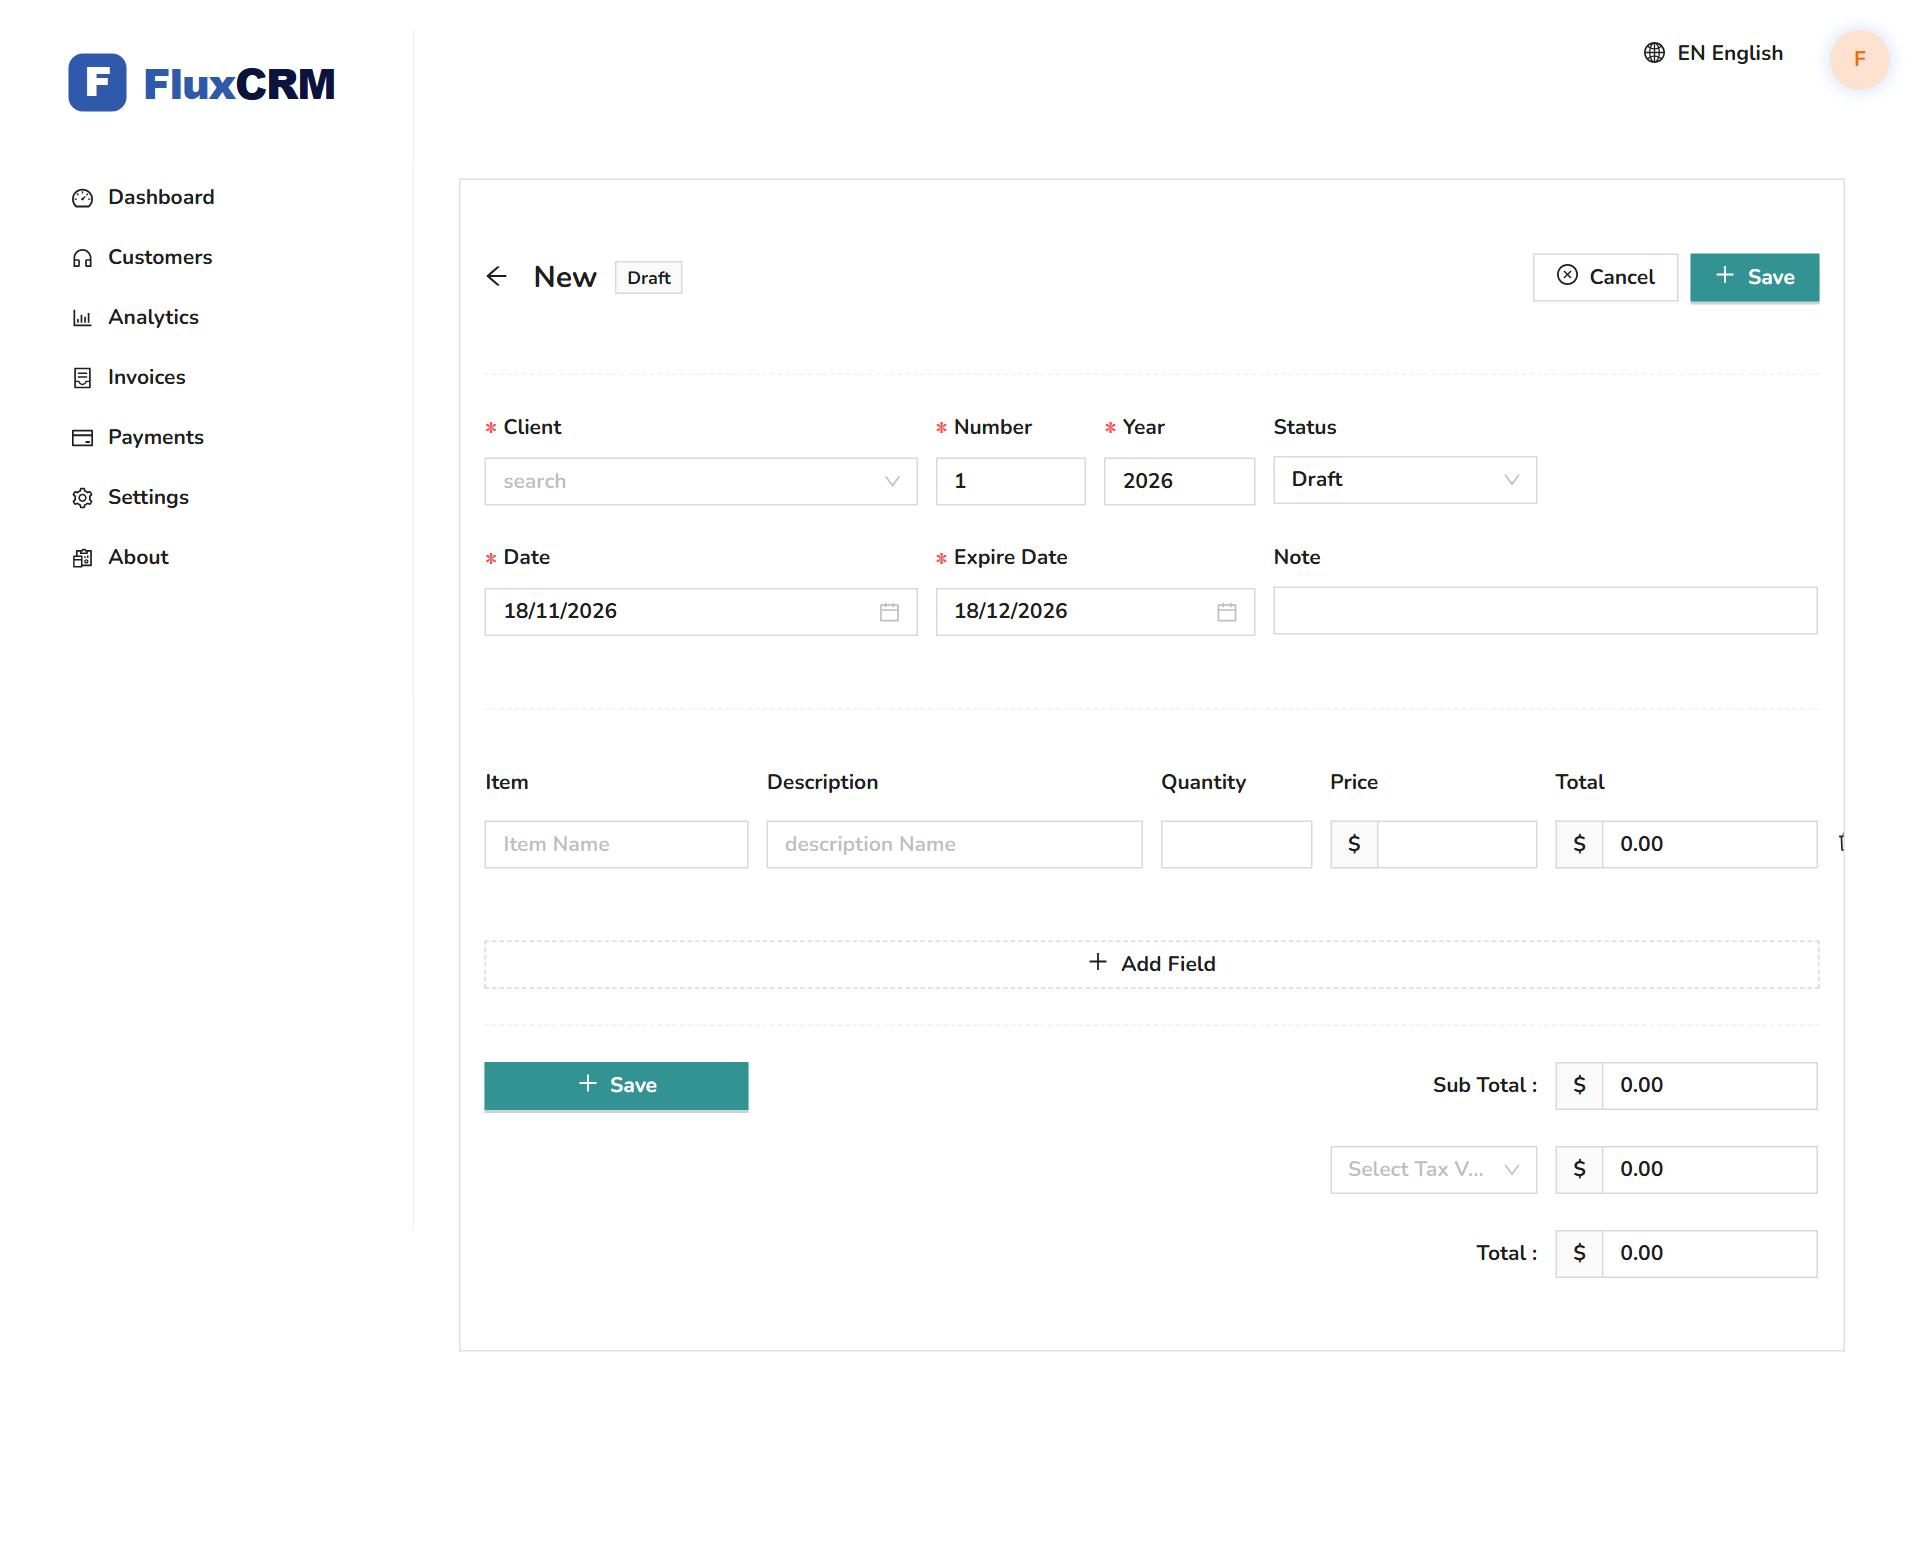 F FluxCRM
EN English
F
Dashboard
Customers
Analytics
Invoices
Payments
Settings
About
New Draft
Cancel
Save
* Client
* Number
* Year
Status
search
1
2026
Draft
* Date
* Expire Date
Note
18/11/2026
18/12/2026
Item
Description
Quantity
Price
Total
Item Name
description Name
$
$ 0.00
Add Field
Save
Sub Total :
$ 0.00
Select Tax V...
$ 0.00
Total :
$ 0.00